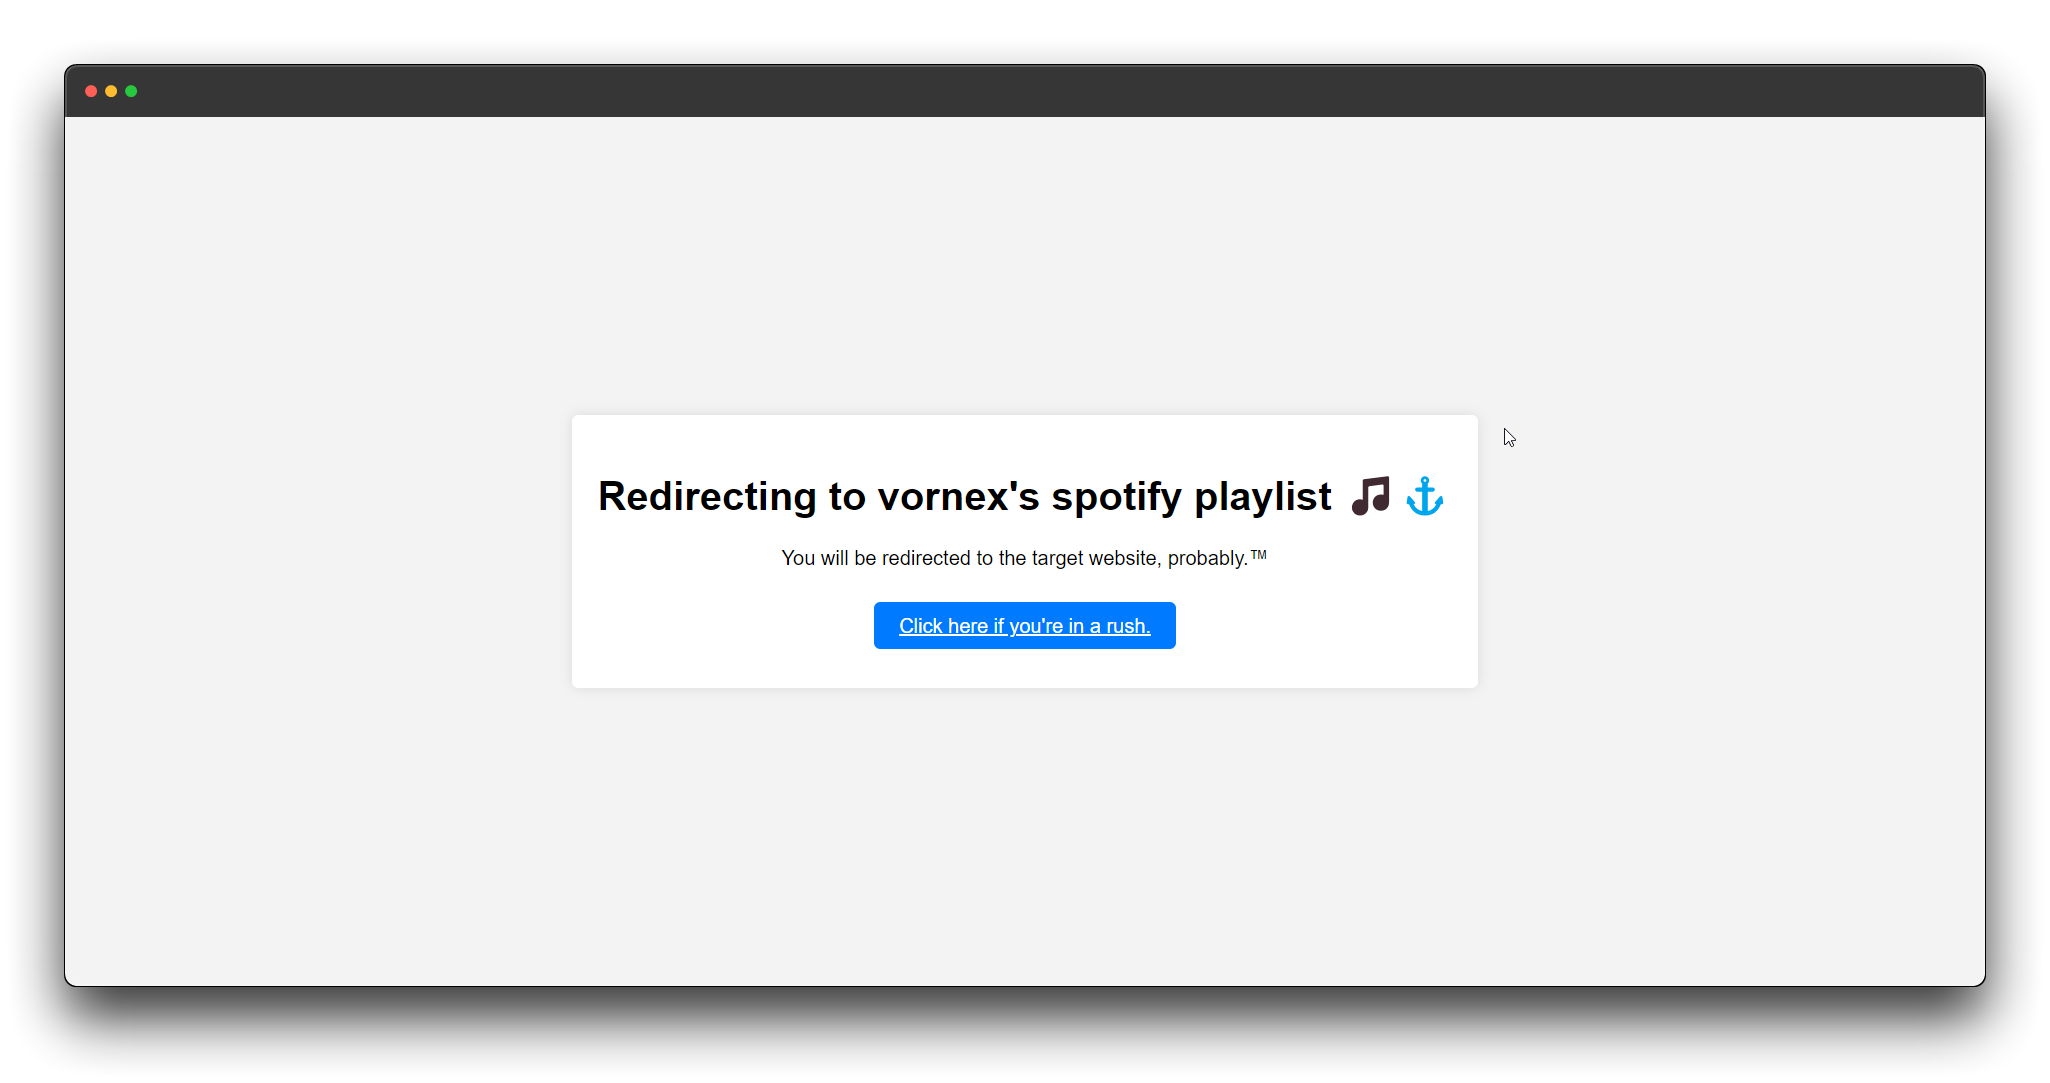 Redirecting to vornex's spotify playlist 🎵 ⚓
You will be redirected to the target website, probably.™
Click here if you're in a rush.